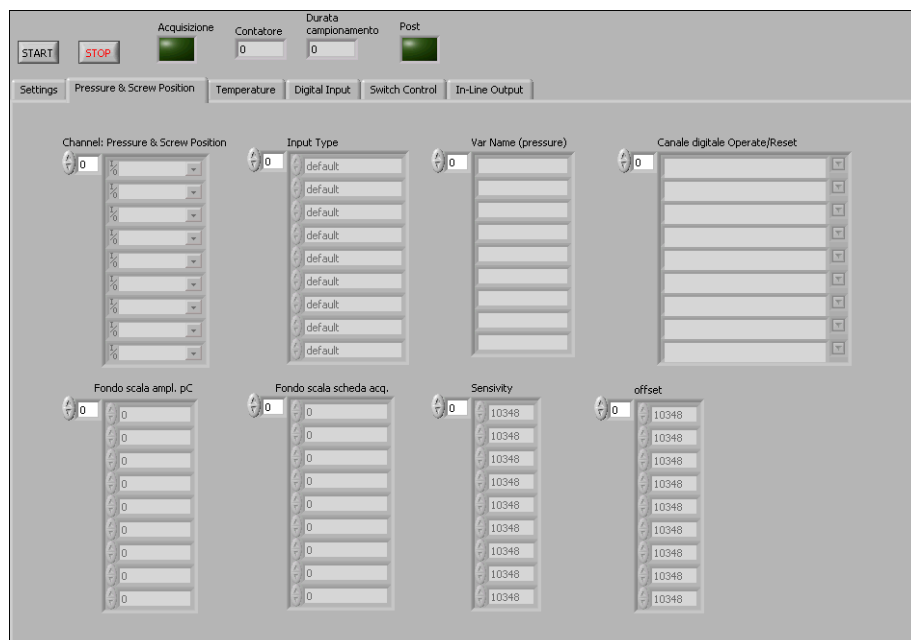 Acquisizione
Contatore
Durata
campionamento
Post
START
STOP
0
0
Settings
Pressure & Screw Position
Temperature
Digital Input
Switch Control
In-Line Output
Channel: Pressure & Screw Position
Input Type
Var Name (pressure)
Canale digitale Operate/Reset
0
0
0
0
default
default
default
default
default
default
default
default
default
Fondo scala ampl. pC
Fondo scala scheda acq.
Sensivity
offset
0
0
0
0
0 0 10348 10348
0 0 10348 10348
0 0 10348 10348
0 0 10348 10348
0 0 10348 10348
0 0 10348 10348
0 0 10348 10348
0 0 10348 10348
0 0 10348 10348